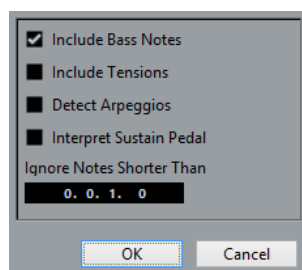 Include Bass Notes
Include Tensions
Detect Arpeggios
Interpret Sustain Pedal
Ignore Notes Shorter Than
0. 0. 1. 0
OK Cancel